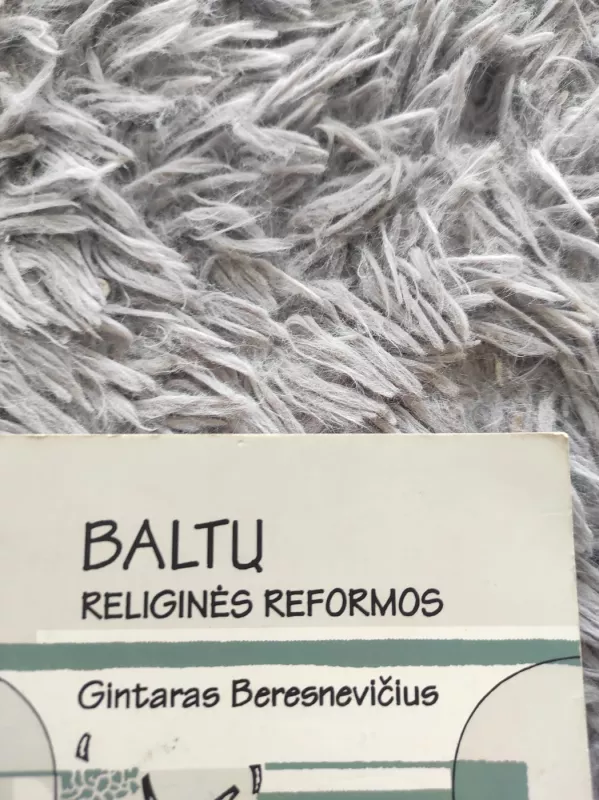 BALTŲ
RELIGINĖS REFORMOS
Gintaras Beresnevičius